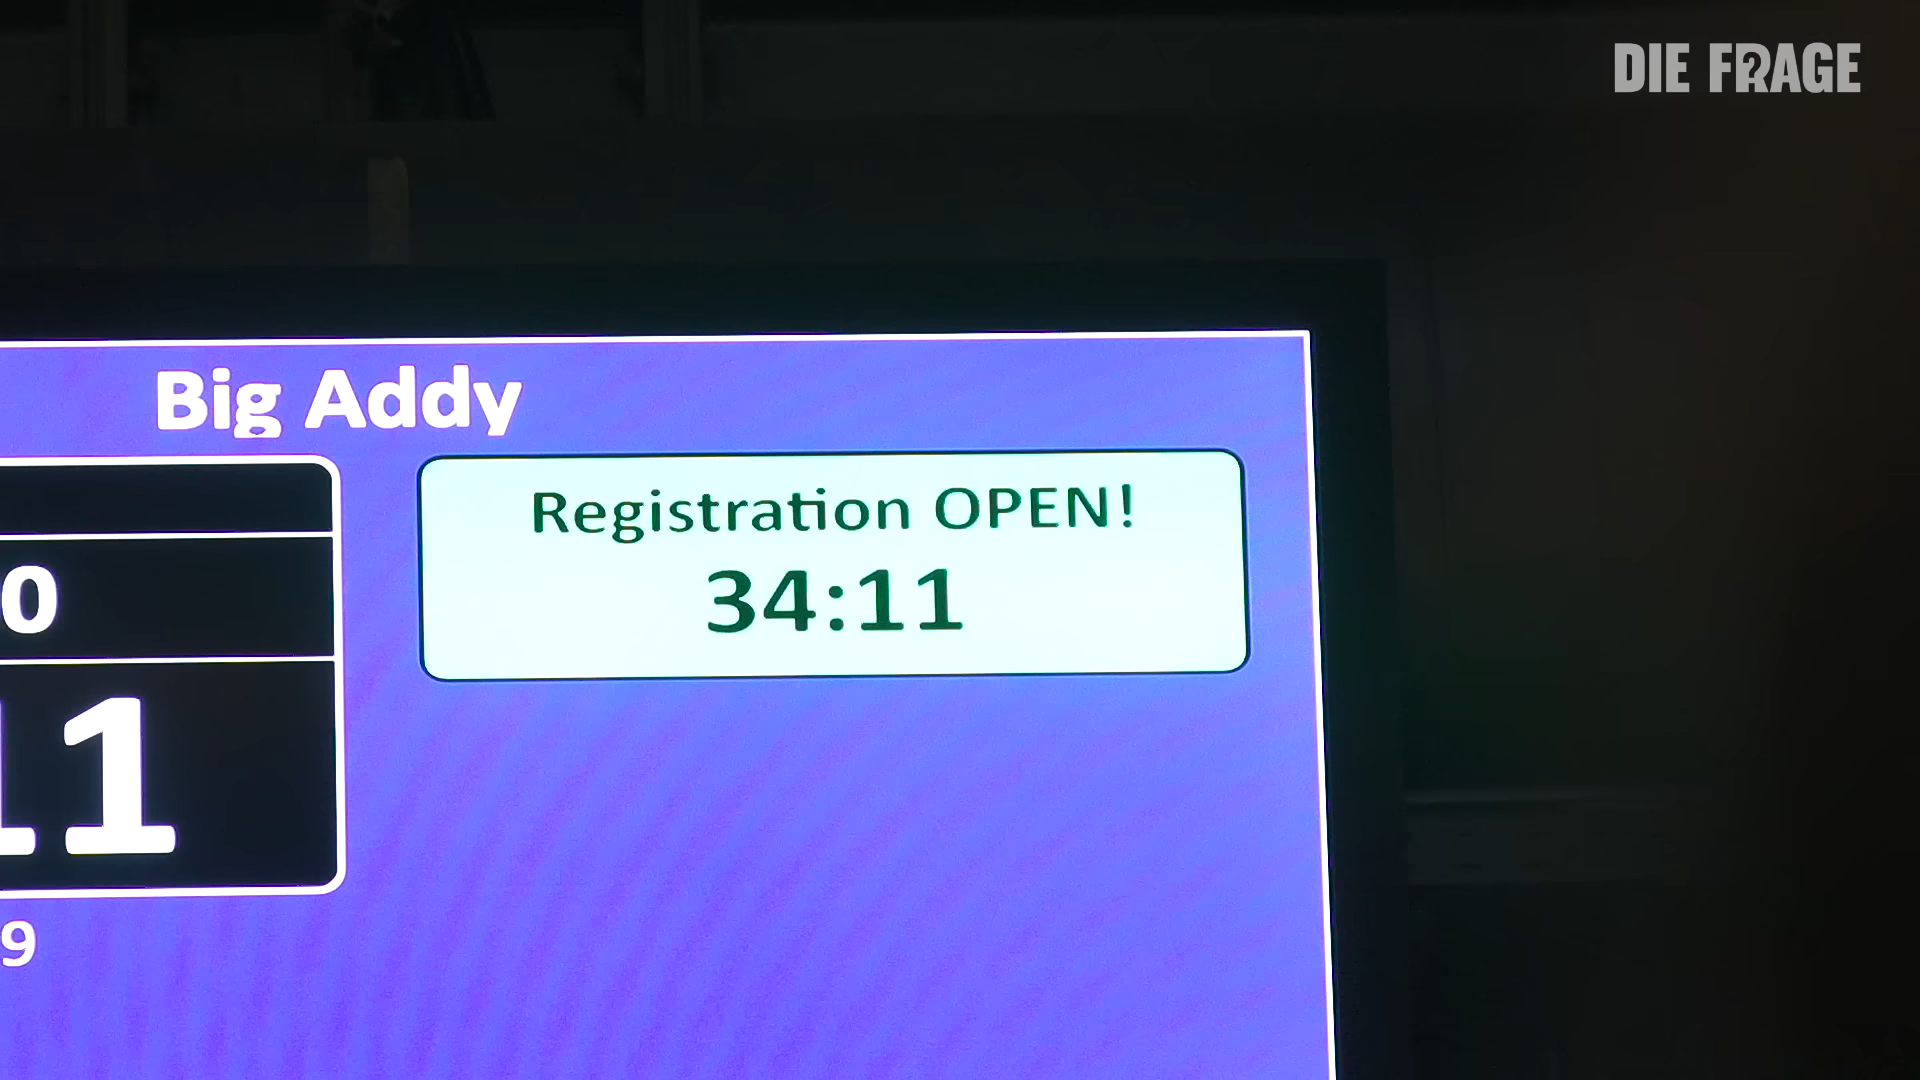 DIE FRAGE
Big Addy
Registration OPEN!
34:11
0
11
9